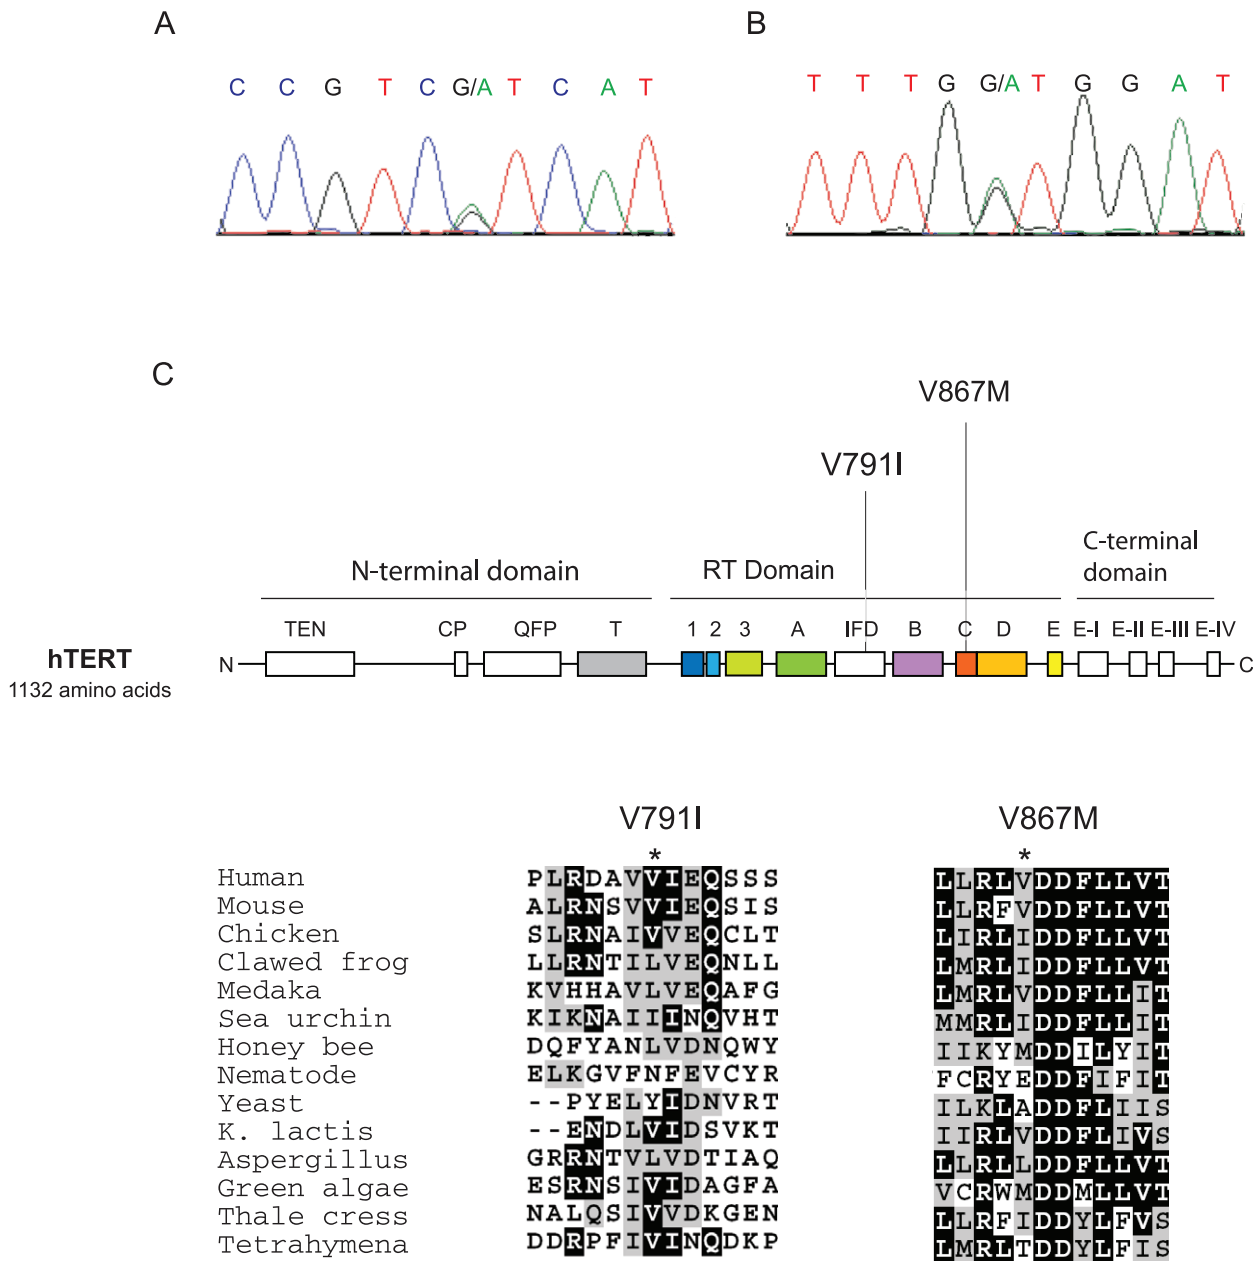 A
C C G T C G/A T C A T
B
T T T G G/A T G G A T
C
V867M
V791I
N-terminal domain
RT Domain
C-terminal
domain
TEN CP QFP T 1 2 3 A IFD B C D E E-I E-II E-III E-IV
hTERT
1132 amino acids
N
C
V791I
V867M
*
*
Human PLRDAVVIEQSSS LLRLVDDFLLVT
Mouse ALRNSVVIEQSIS LLRFVDDFLLVT
Chicken SLRNAIVVEQCLT LIRLIDDFLLVT
Clawed frog LLRNTILVEQNLL LMRLIDDFLLVT
Medaka KVHHAVLVEQAFG LMRLVDDFLLIT
Sea urchin KIKNAIIINQVHT MMRLIDDFLLIT
Honey bee DQFYANLVDNQWY IIKYMDDILYIT
Nematode ELKGVFNFEVCYR FCRYEDDFIFIT
Yeast --PYELYIDNVRT ILKLADDFLIIS
K. lactis --ENDLVIDSVKT IIRLVDDFLIVS
Aspergillus GRRNTVLVDTIAQ LLRLLDDFLLVT
Green algae ESRNSIVIDAGFA VCRWMDDMLLVT
Thale cress NALQSIVVDKGEN LLRFIDDYLFVS
Tetrahymena DDRPFIVINQDKP LMRLTDDYLFIS